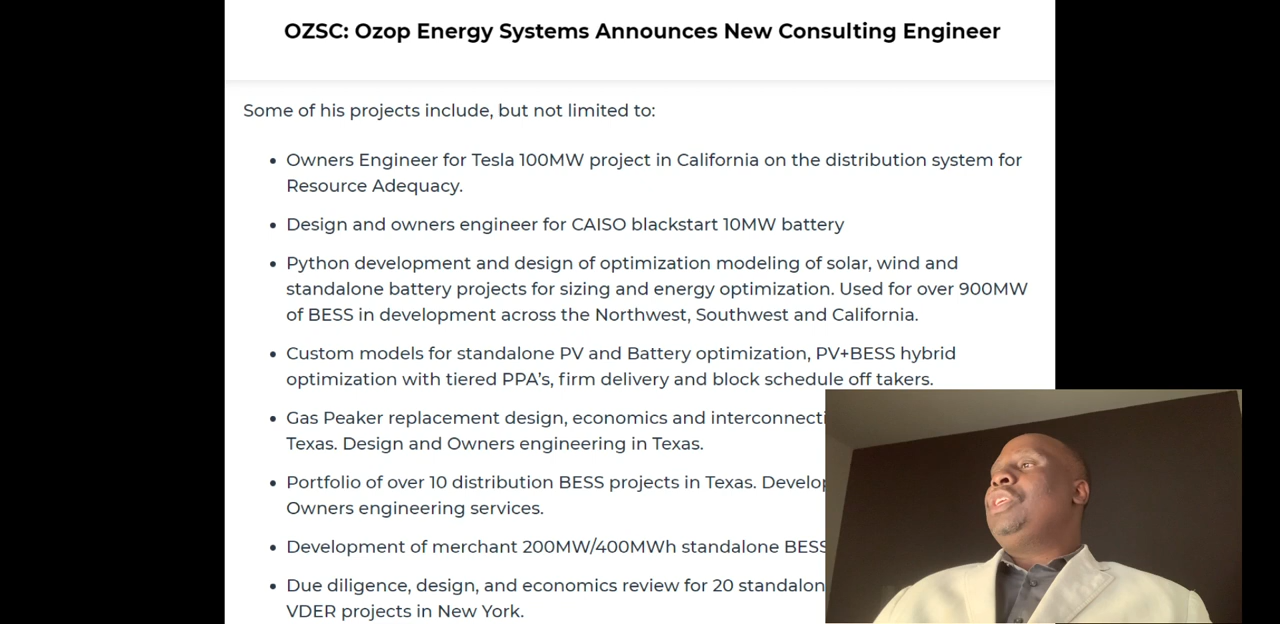 OZSC: Ozop Energy Systems Announces New Consulting Engineer
Some of his projects include, but not limited to:
• Owners Engineer for Tesla 100MW project in California on the distribution system for
Resource Adequacy.
• Design and owners engineer for CAISO blackstart 10MW battery
• Python development and design of optimization modeling of solar, wind and
standalone battery projects for sizing and energy optimization. Used for over 900MW
of BESS in development across the Northwest, Southwest and California.
• Custom models for standalone PV and Battery optimization, PV+BESS hybrid
optimization with tiered PPA’s, firm delivery and block schedule off takers.
• Gas Peaker replacement design, economics and
Texas. Design and Owners engineering in Texas.
• Portfolio of over 10 distribution BESS projects in Texas.
Owners engineering services.
• Development of merchant 200MW/400MWh standalone BESS
• Due diligence, design, and economics review for 20
VDER projects in New York.